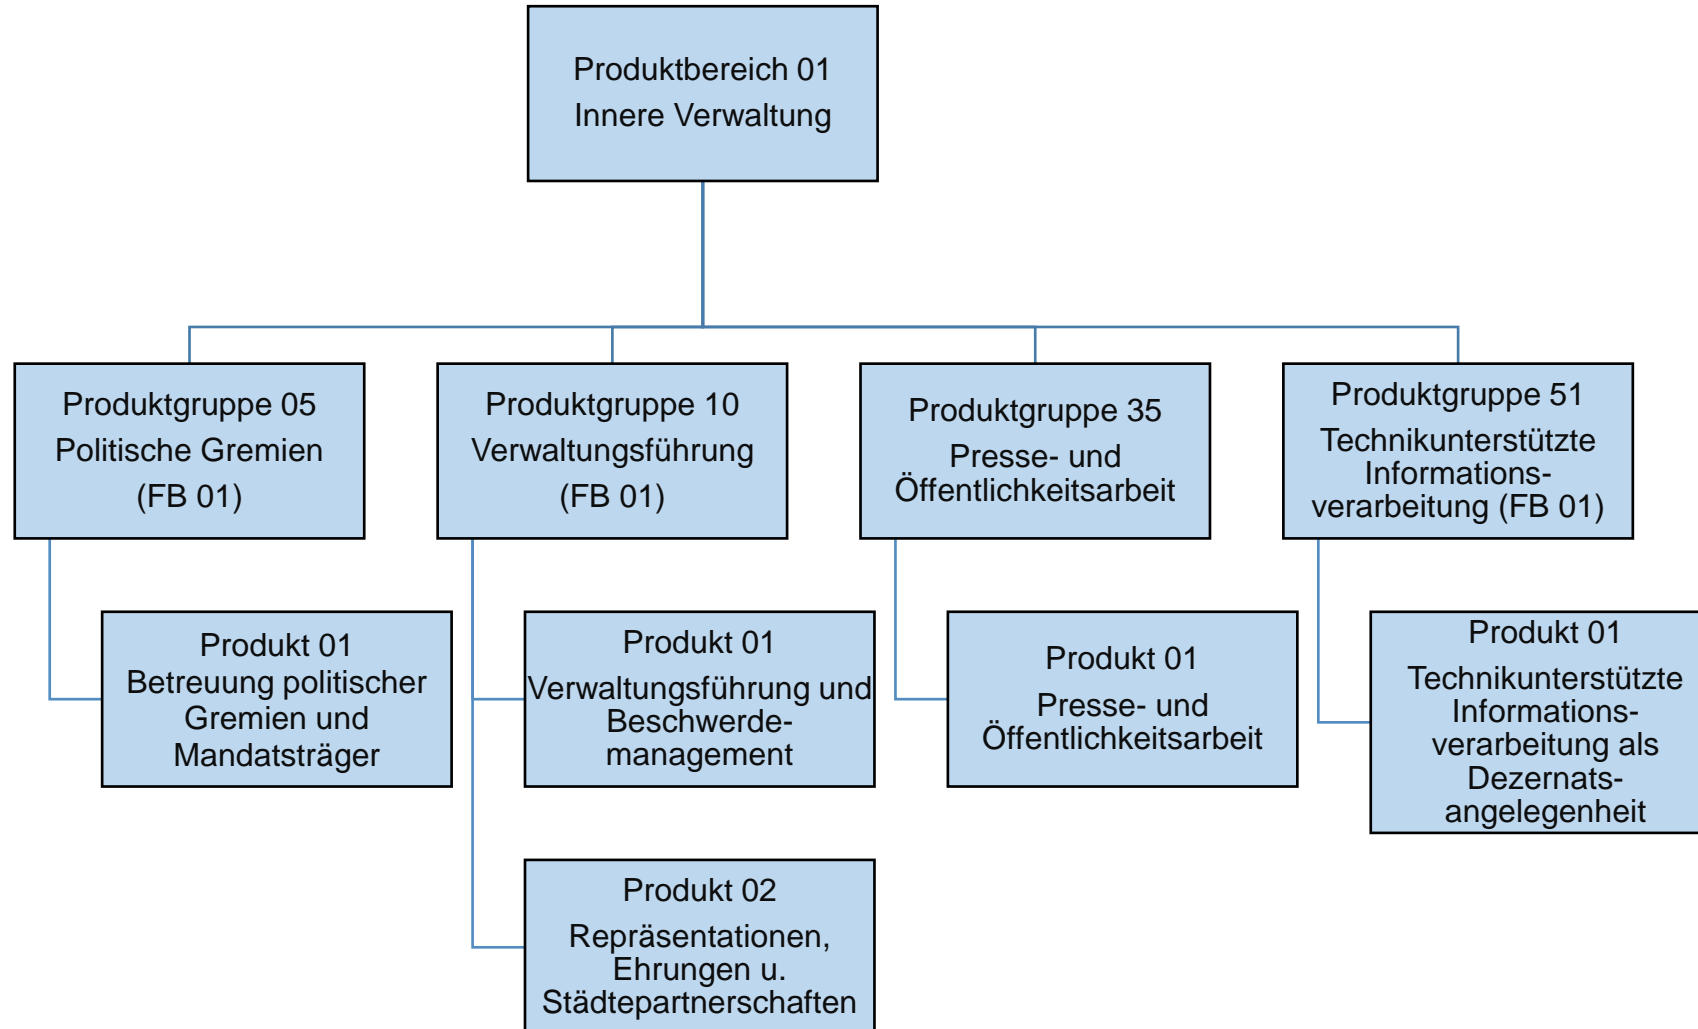 Produktbereich 01
Innere Verwaltung
Produktgruppe 05
Politische Gremien
(FB 01)
Produktgruppe 10
Verwaltungsführung
(FB 01)
Produktgruppe 35
Presse- und
Öffentlichkeitsarbeit
Produktgruppe 51
Technikunterstützte
Informations-
verarbeitung (FB 01)
Produkt 01
Betreuung politischer
Gremien und
Mandatsträger
Produkt 01
Verwaltungsführung und
Beschwerde-
management
Produkt 01
Presse- und
Öffentlichkeitsarbeit
Produkt 01
Technikunterstützte
Informations-
verarbeitung als
Dezernats-
angelegenheit
Produkt 02
Repräsentationen,
Ehrungen u.
Städtepartnerschaften